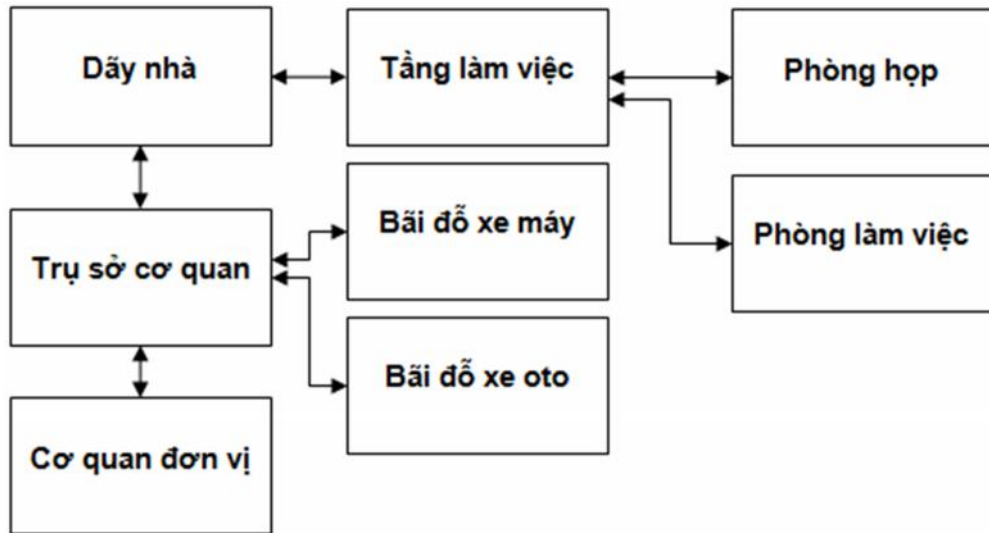 Dãy nhà
Tầng làm việc
Phòng họp
Bãi đỗ xe máy
Phòng làm việc
Trụ sở cơ quan
Bãi đỗ xe oto
Cơ quan đơn vị